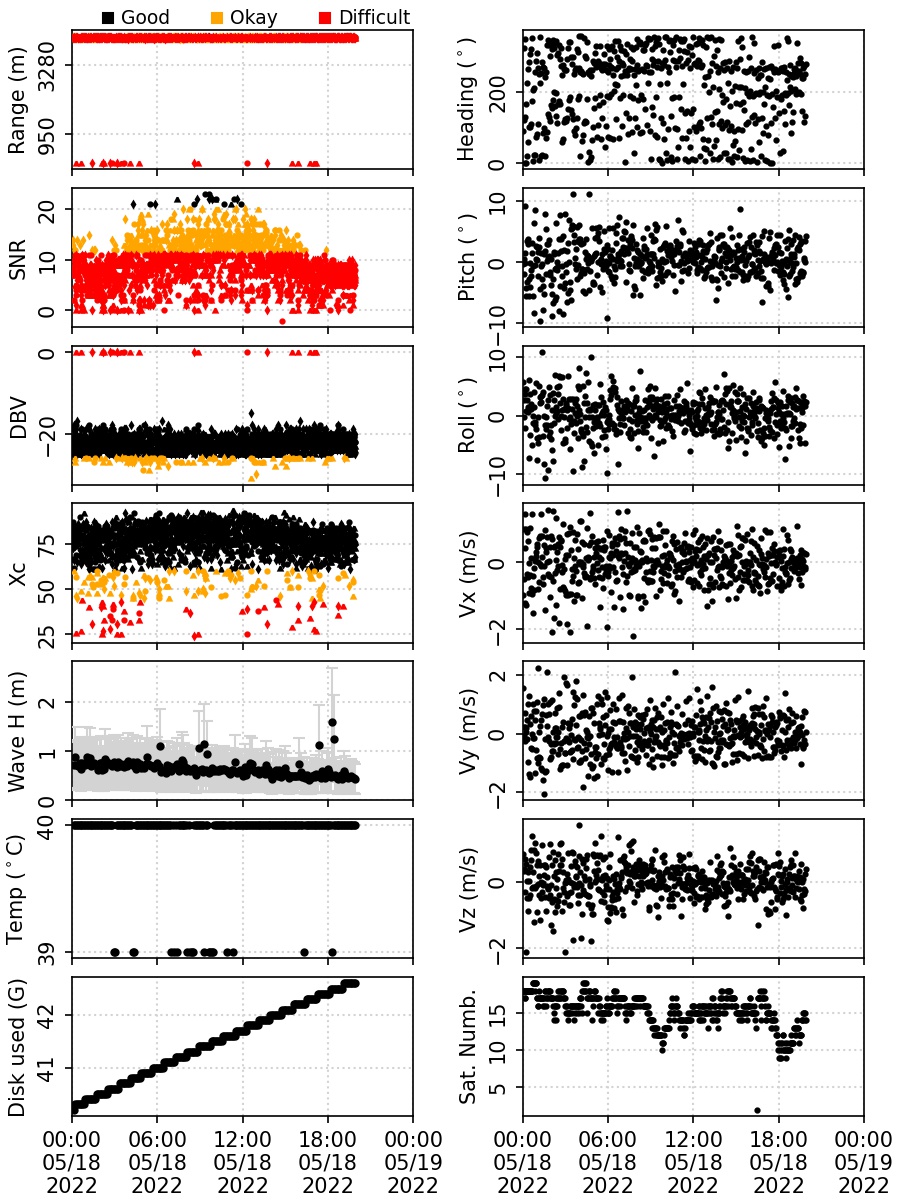 Good Okay Difficult
Range (m)
3280
950
Heading (°)
200
0
SNR
20
10
0
Pitch (°)
10
0
−10
DBV
0
−20
Roll (°)
10
0
−10
Xc
75
50
25
Vx (m/s)
0
−2
Wave H (m)
2
1
0
Vy (m/s)
2
0
−2
Temp (°C)
40
39
Vz (m/s)
0
−2
Disk used (G)
42
41
Sat. Numb.
15
10
5
00:00 06:00 12:00 18:00 00:00
05/18 05/18 05/18 05/18 05/19
2022 2022 2022 2022 2022
00:00 06:00 12:00 18:00 00:00
05/18 05/18 05/18 05/18 05/19
2022 2022 2022 2022 2022